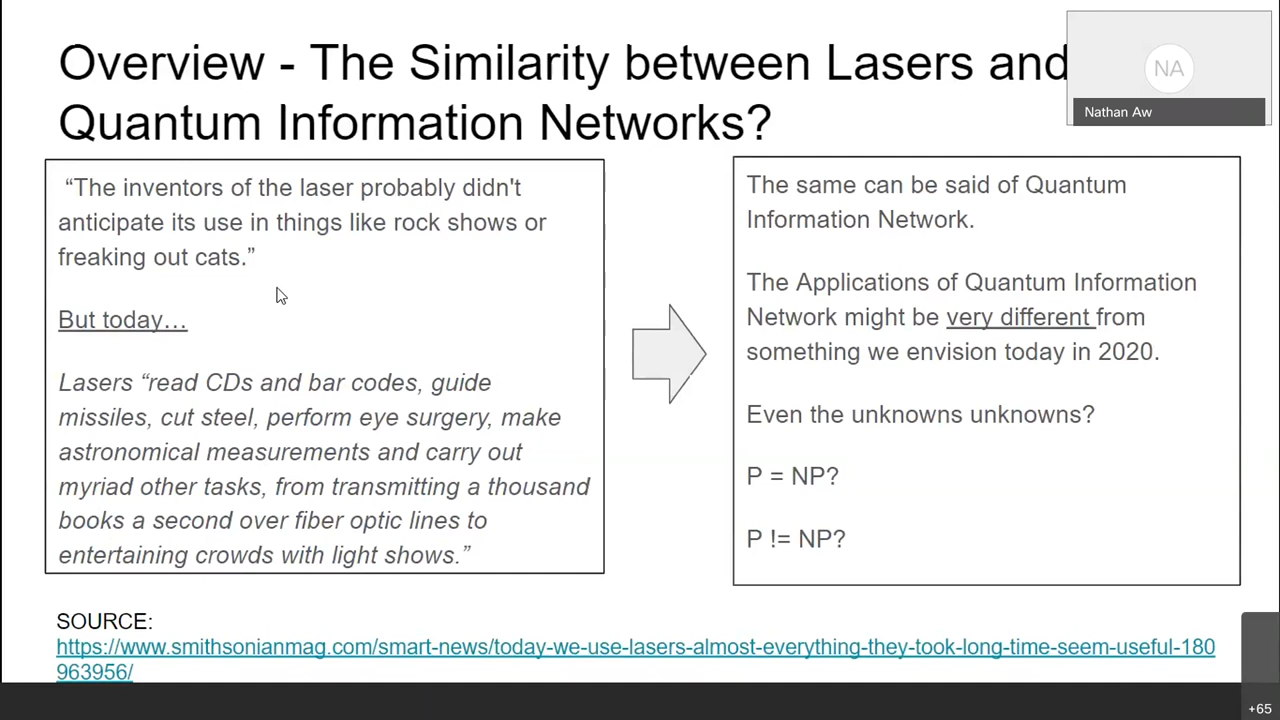 Overview - The Similarity between Lasers and
Quantum Information Networks?
NA
Nathan Aw
“The inventors of the laser probably didn't
anticipate its use in things like rock shows or
freaking out cats.”
But today…
Lasers “read CDs and bar codes, guide
missiles, cut steel, perform eye surgery, make
astronomical measurements and carry out
myriad other tasks, from transmitting a thousand
books a second over fiber optic lines to
entertaining crowds with light shows.”
The same can be said of Quantum
Information Network.
The Applications of Quantum Information
Network might be very different from
something we envision today in 2020.
Even the unknowns unknowns?
P = NP?
P != NP?
SOURCE:
https://www.smithsonianmag.com/smart-news/today-we-use-lasers-almost-everything-they-took-long-time-seem-useful-180
963956/
+65